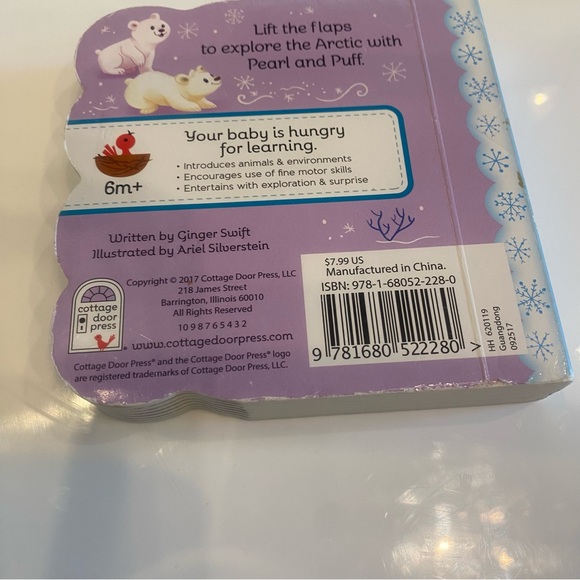 Lift the flaps
to explore the Arctic with
Pearl and Puff.
Your baby is hungry
for learning.
• Introduces animals & environments
• Encourages use of fine motor skills
• Entertains with exploration & surprise
6m+
Written by Ginger Swift
Illustrated by Ariel Silverstein
Copyright © 2017 Cottage Door Press, LLC
218 James Street
Barrington, Illinois 60010
All Rights Reserved
10 9 8 7 6 5 4 3 2
www.cottagedoorpress.com
cottage
door
press
Cottage Door Press® and the Cottage Door Press® logo
are registered trademarks of Cottage Door Press, LLC.
$7.99 US
Manufactured in China.
ISBN: 978-1-68052-228-0
9 781680 522280 >
HH 620119
Guangdong
092517